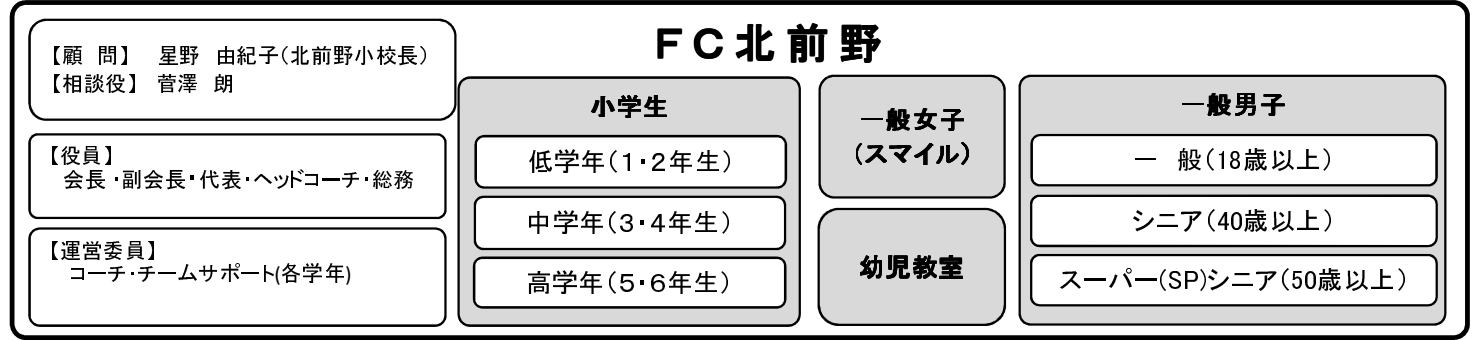 FC北前野
【顧　問】　星野　由紀子(北前野小校長)
【相談役】　菅澤　朗
【役員】
会長・副会長・代表・ヘッドコーチ・総務
【運営委員】
コーチ・チームサポート(各学年)
小学生
低学年(1・2年生)
中学年(3・4年生)
高学年(5・6年生)
一般女子
(スマイル)
幼児教室
一般男子
一　般(18歳以上)
シニア(40歳以上)
スーパー(SP)シニア(50歳以上)